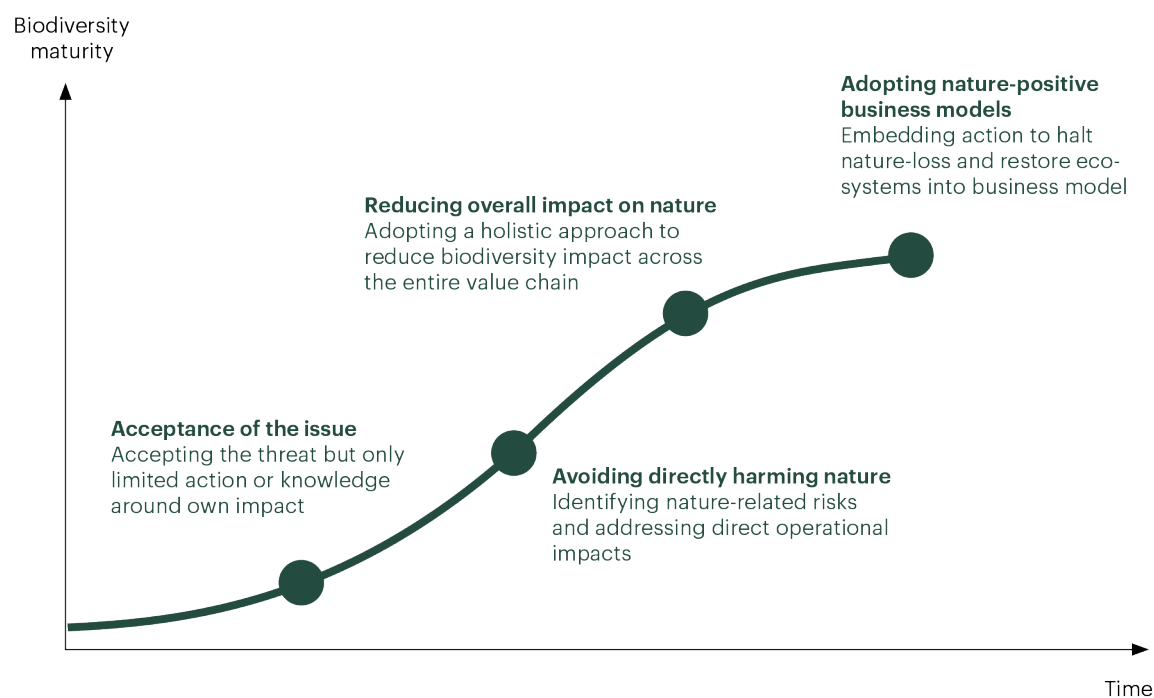 Biodiversity
maturity
Adopting nature-positive
business models
Embedding action to halt
nature-loss and restore eco-
systems into business model
Reducing overall impact on nature
Adopting a holistic approach to
reduce biodiversity impact across
the entire value chain
Acceptance of the issue
Accepting the threat but only
limited action or knowledge
around own impact
Avoiding directly harming nature
Identifying nature-related risks
and addressing direct operational
impacts
Time